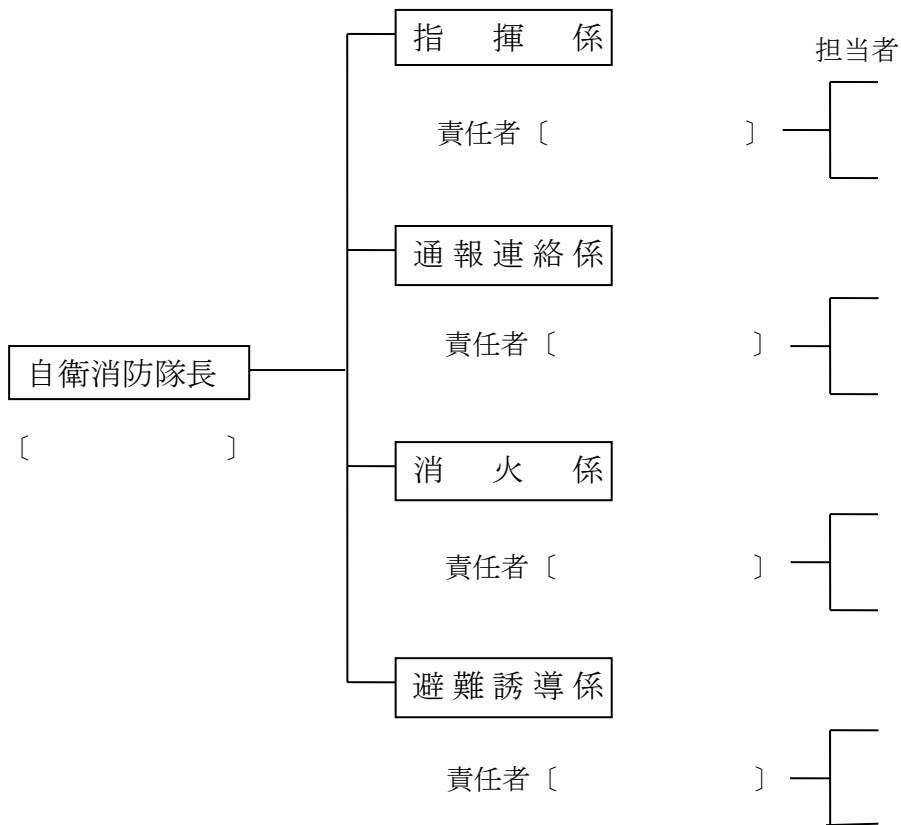 指揮係
担当者
責任者〔　　　　　　　〕
通報連絡係
責任者〔　　　　　　　〕
自衛消防隊長
〔　　　　　　　〕
消火係
責任者〔　　　　　　　〕
避難誘導係
責任者〔　　　　　　　〕